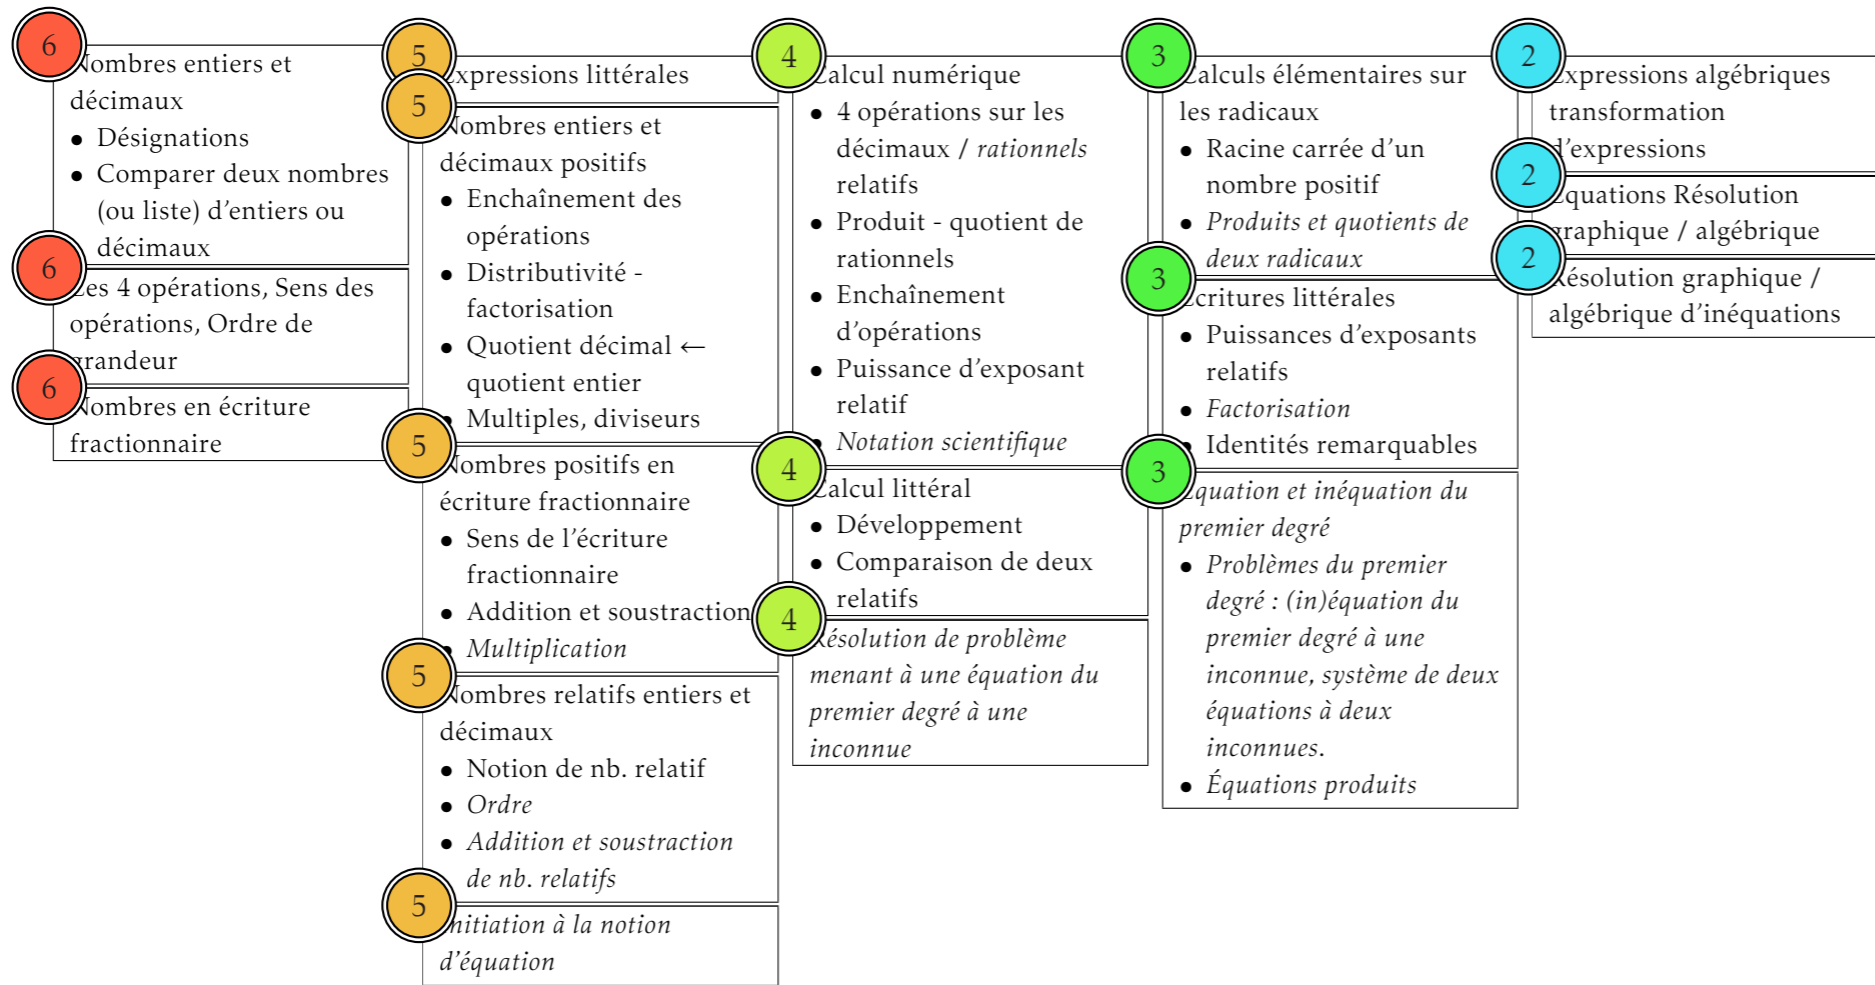 6
Nombres entiers et
décimaux
• Désignations
• Comparer deux nombres
(ou liste) d'entiers ou
décimaux
6
Les 4 opérations, Sens des
opérations, Ordre de
grandeur
6
Nombres en écriture
fractionnaire
5
Expressions littérales
5
Nombres entiers et
décimaux positifs
• Enchaînement des
opérations
• Distributivité -
factorisation
• Quotient décimal ←
quotient entier
• Multiples, diviseurs
5
Nombres positifs en
écriture fractionnaire
• Sens de l'écriture
fractionnaire
• Addition et soustraction
• Multiplication
5
Nombres relatifs entiers et
décimaux
• Notion de nb. relatif
• Ordre
• Addition et soustraction
de nb. relatifs
5
Initiation à la notion
d'équation
4
Calcul numérique
• 4 opérations sur les
décimaux / rationnels
relatifs
• Produit - quotient de
rationnels
• Enchaînement
d'opérations
• Puissance d'exposant
relatif
• Notation scientifique
4
Calcul littéral
• Développement
• Comparaison de deux
relatifs
4
Résolution de problème
menant à une équation du
premier degré à une
inconnue
3
Calculs élémentaires sur
les radicaux
• Racine carrée d'un
nombre positif
• Produits et quotients de
deux radicaux
3
Écritures littérales
• Puissances d'exposants
relatifs
• Factorisation
• Identités remarquables
3
Équation et inéquation du
premier degré
• Problèmes du premier
degré : (in)équation du
premier degré à une
inconnue, système de deux
équations à deux
inconnues.
• Équations produits
2
Expressions algébriques
transformation
d'expressions
2
Équations Résolution
graphique / algébrique
2
Résolution graphique /
algébrique d'inéquations